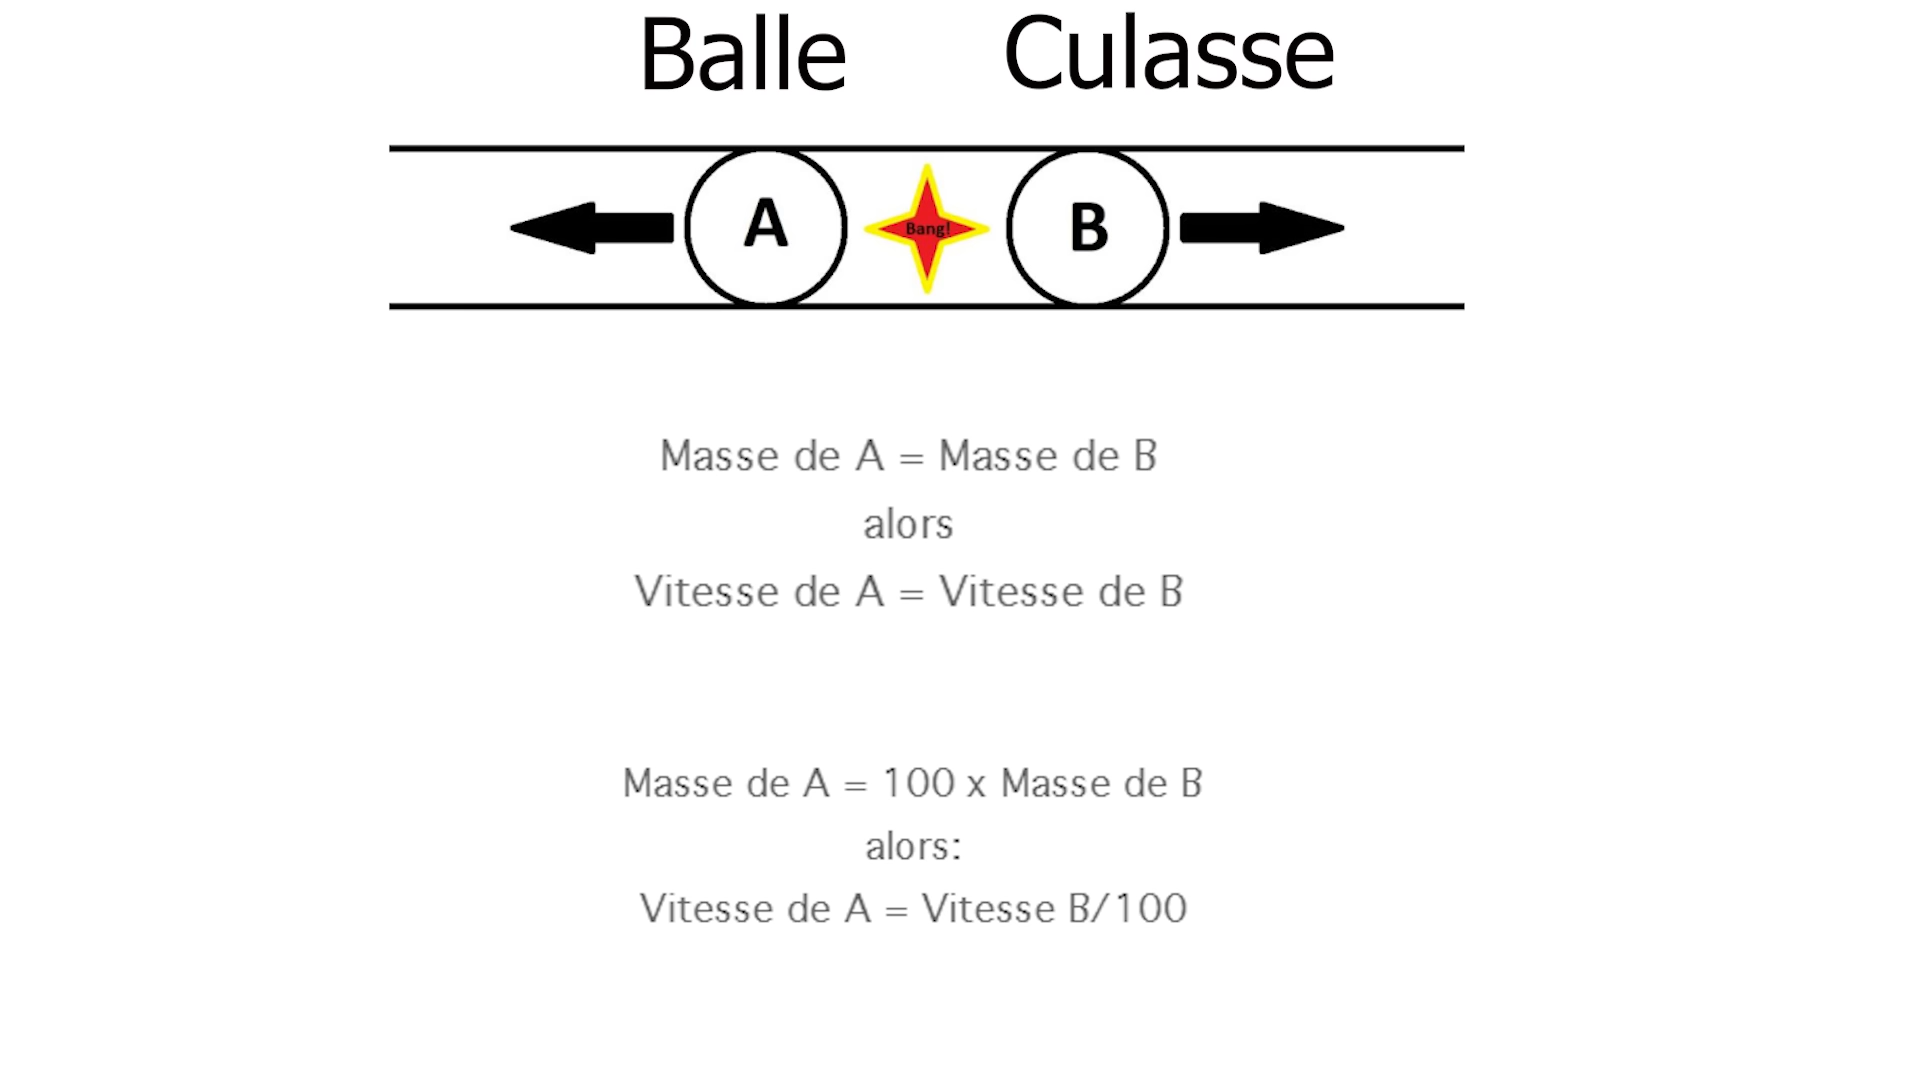 Balle Culasse
A Bang! B
Masse de A = Masse de B
alors
Vitesse de A = Vitesse de B
Masse de A = 100 x Masse de B
alors:
Vitesse de A = Vitesse B/100